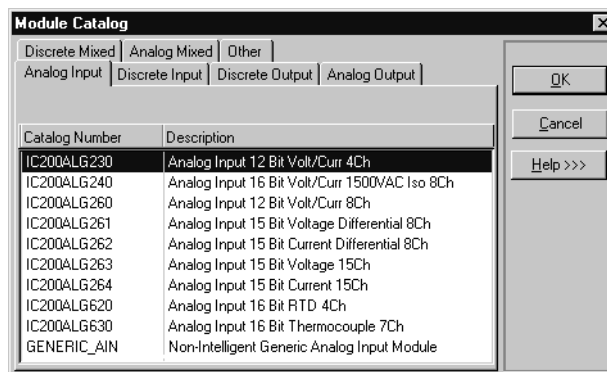 Module Catalog
Discrete Mixed Analog Mixed Other
Analog Input Discrete Input Discrete Output Analog Output
Catalog Number Description
IC200ALG230 Analog Input 12 Bit Volt/Curr 4Ch
IC200ALG240 Analog Input 16 Bit Volt/Curr 1500VAC Iso 8Ch
IC200ALG260 Analog Input 12 Bit Volt/Curr 8Ch
IC200ALG261 Analog Input 15 Bit Voltage Differential 8Ch
IC200ALG262 Analog Input 15 Bit Current Differential 8Ch
IC200ALG263 Analog Input 15 Bit Voltage 15Ch
IC200ALG264 Analog Input 15 Bit Current 15Ch
IC200ALG620 Analog Input 16 Bit RTD 4Ch
IC200ALG630 Analog Input 16 Bit Thermocouple 7Ch
GENERIC_AIN Non-Intelligent Generic Analog Input Module
OK
Cancel
Help >>>